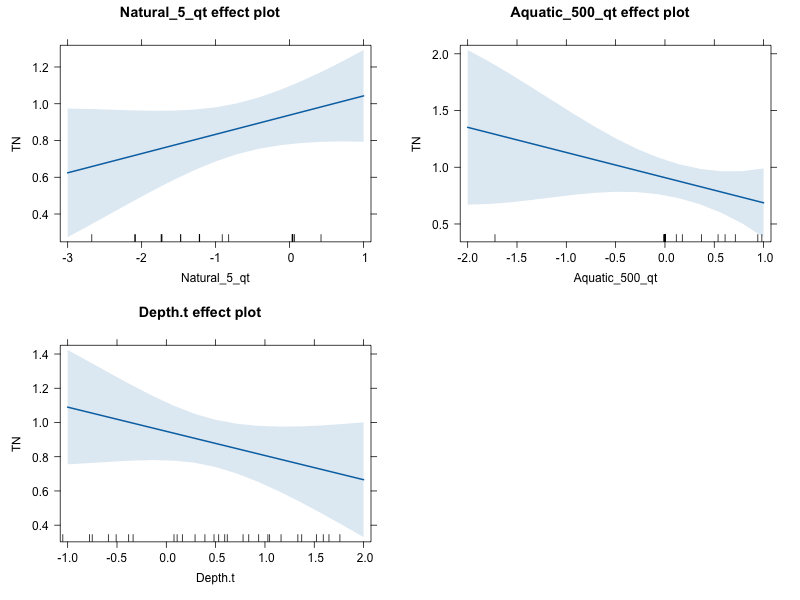 Natural_5_qt effect plot
TN
1.2
1.0
0.8
0.6
0.4
-3 -2 -1 0 1
Natural_5_qt
Aquatic_500_qt effect plot
TN
2.0
1.5
1.0
0.5
-2.0 -1.5 -1.0 -0.5 0.0 0.5 1.0
Aquatic_500_qt
Depth.t effect plot
TN
1.4
1.2
1.0
0.8
0.6
0.4
-1.0 -0.5 0.0 0.5 1.0 1.5 2.0
Depth.t